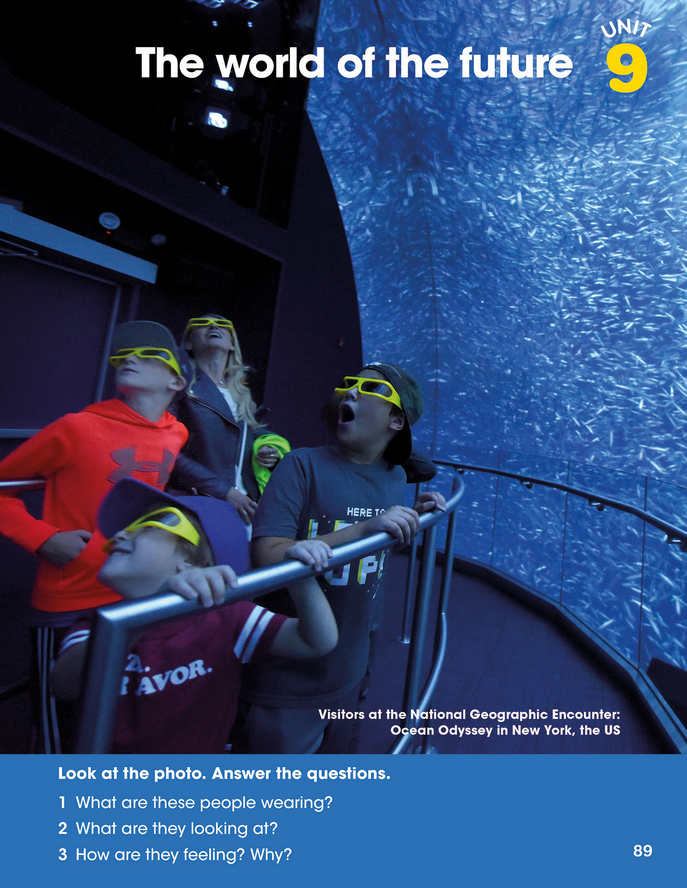 UNIT
The world of the future 9
HERE TO
AVOR.
Visitors at the National Geographic Encounter:
Ocean Odyssey in New York, the US
Look at the photo. Answer the questions.
1 What are these people wearing?
2 What are they looking at?
3 How are they feeling? Why?
89